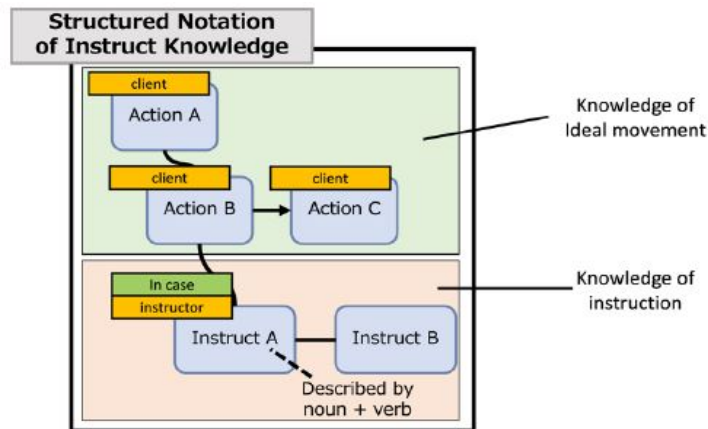 Structured Notation
of Instruct Knowledge
client
Action A
client
Action B
client
Action C
Knowledge of
Ideal movement
In case
instructor
Instruct A
Instruct B
Described by
noun + verb
Knowledge of
instruction